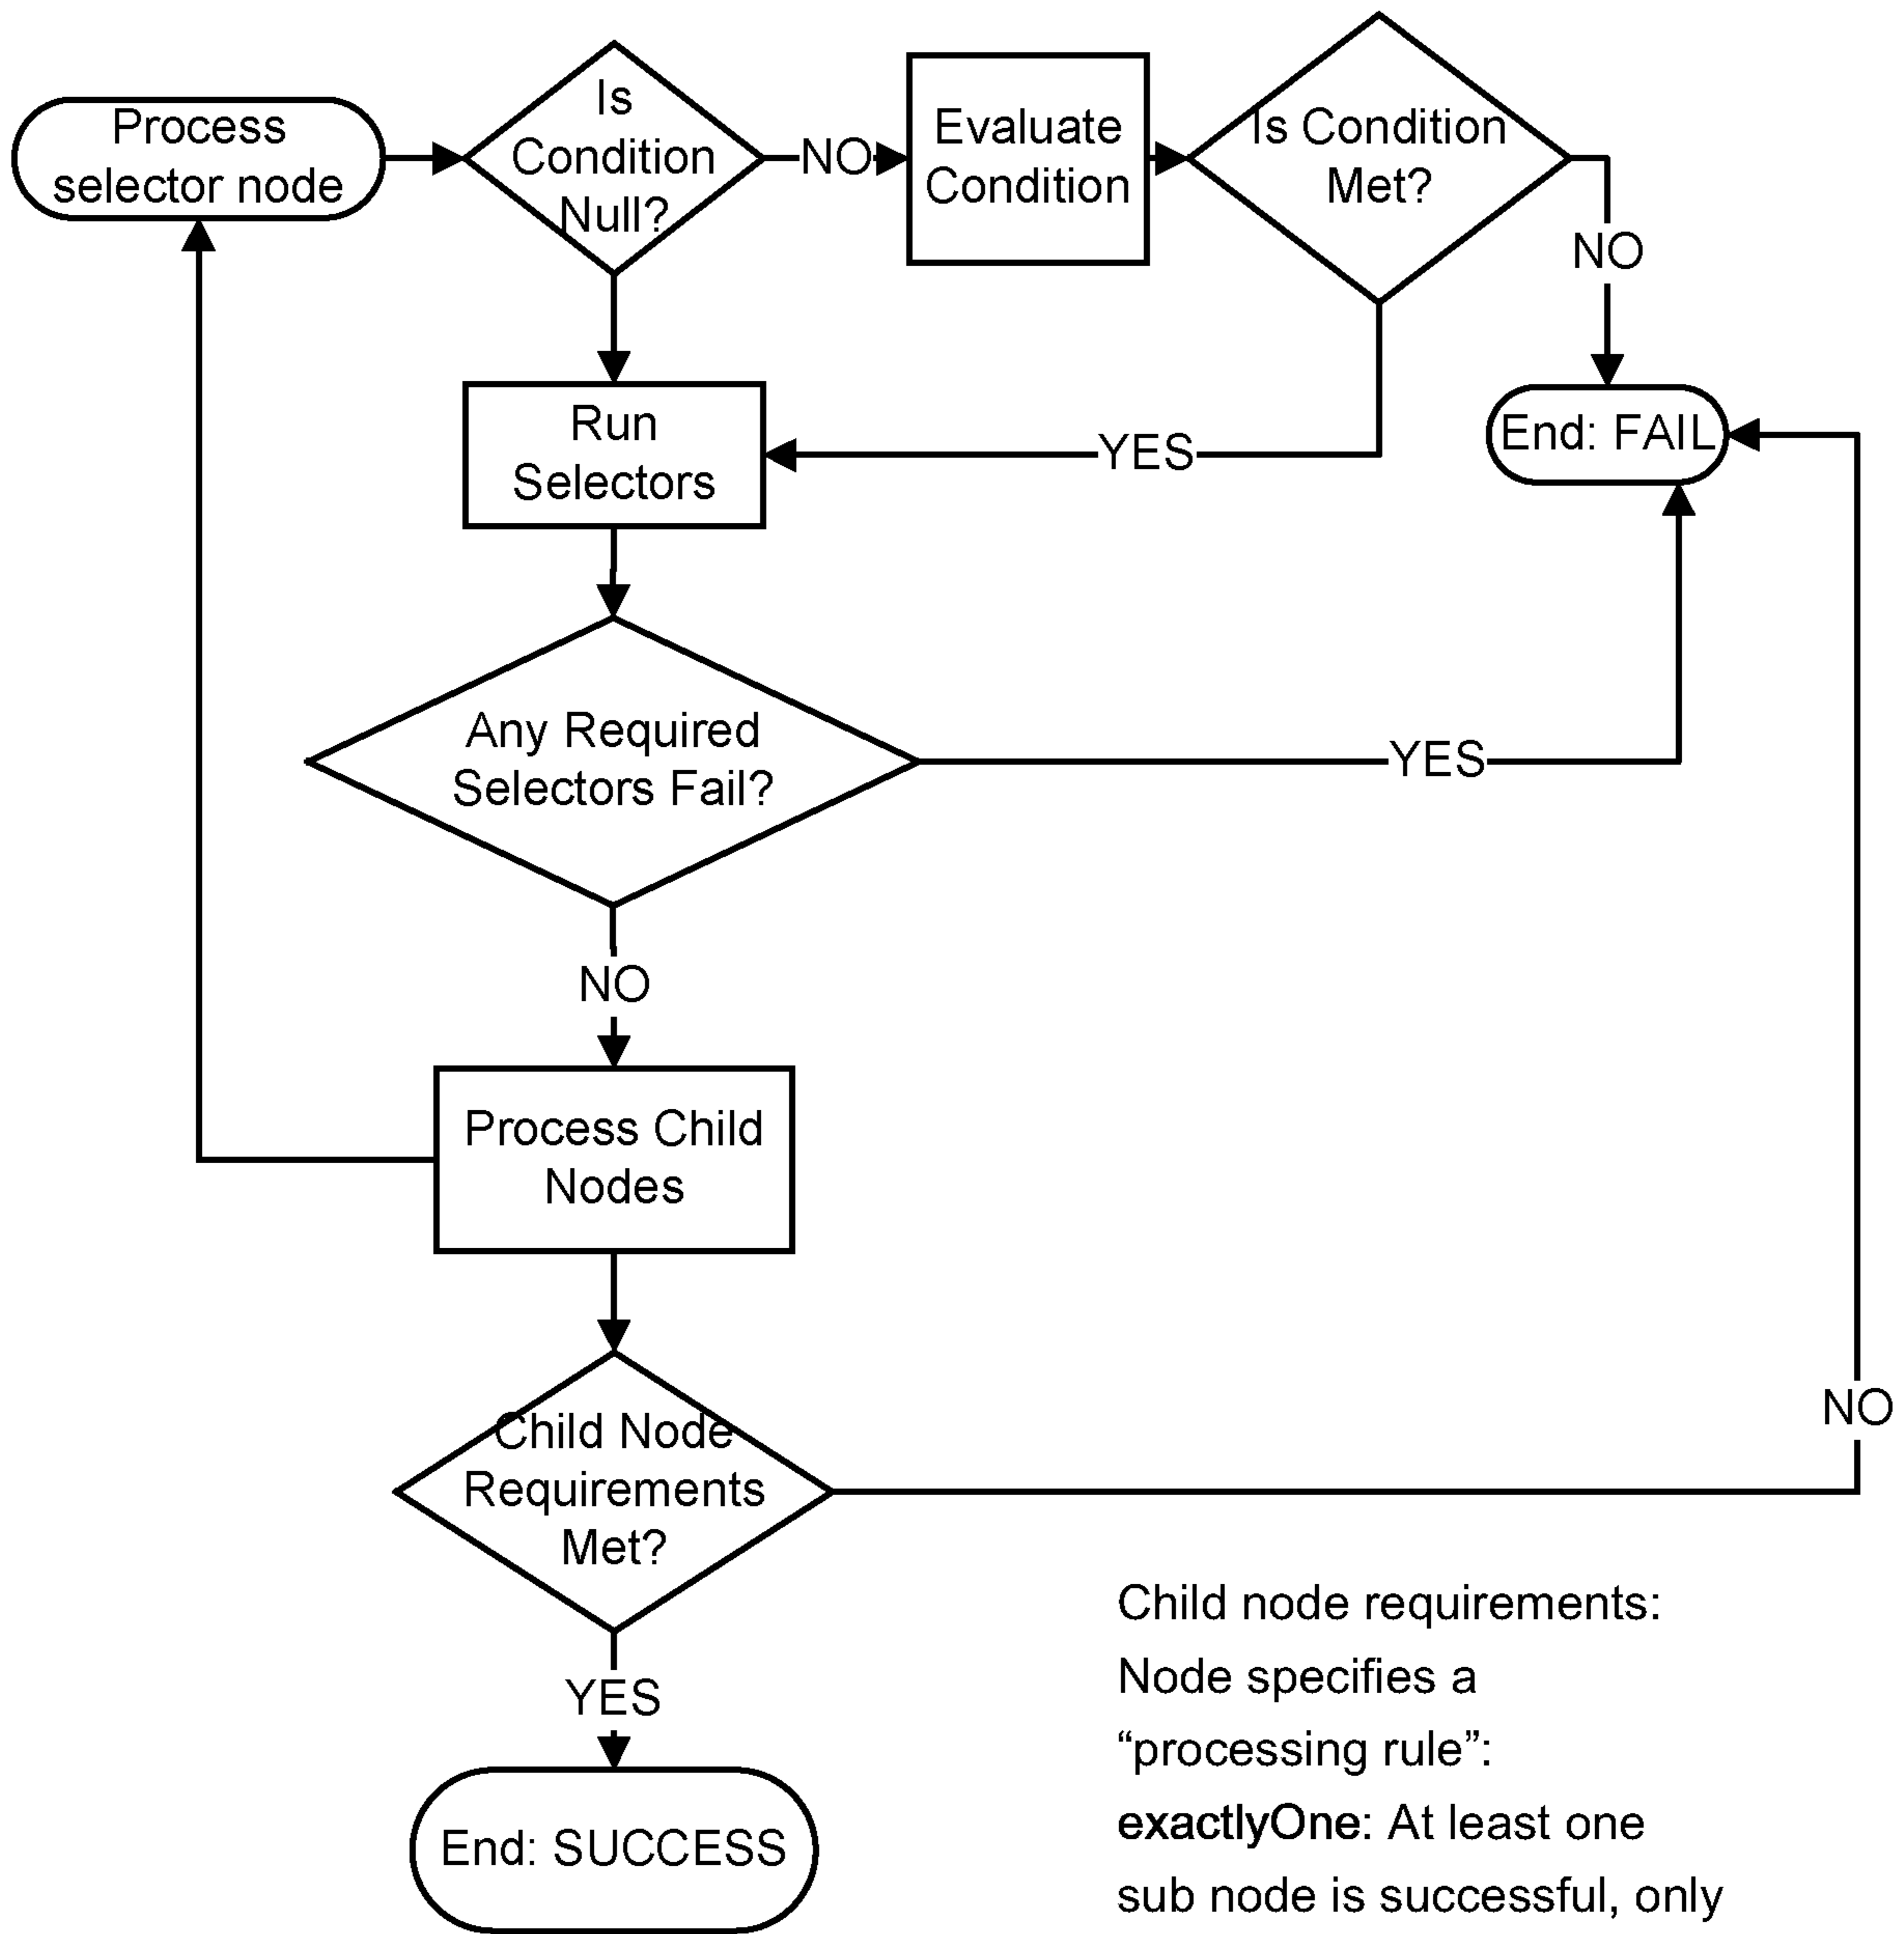 Process
selector node
Is
Condition
Null?
NO
Evaluate
Condition
Is Condition
Met?
NO
End: FAIL
Run
Selectors
YES
Any Required
Selectors Fail?
YES
NO
Process Child
Nodes
Child Node
Requirements
Met?
NO
YES
End: SUCCESS
Child node requirements:
Node specifies a
“processing rule”:
exactlyOne: At least one
sub node is successful, only